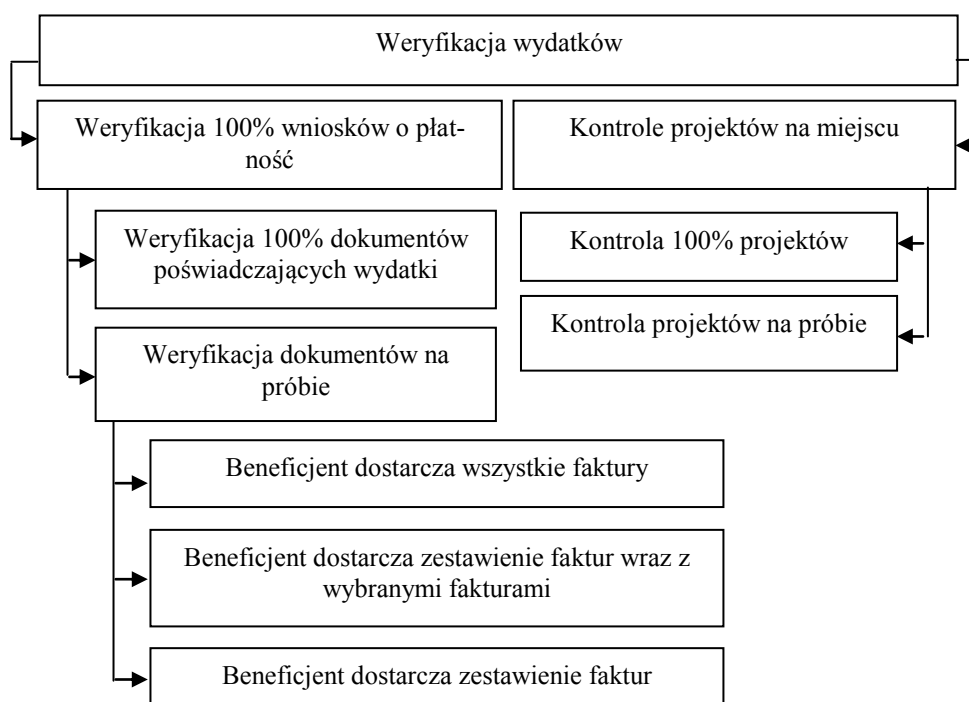 Weryfikacja wydatków
Weryfikacja 100% wniosków o płat-
ność
Kontrole projektów na miejscu
Weryfikacja 100% dokumentów
poświadczających wydatki
Kontrola 100% projektów
Kontrola projektów na próbie
Weryfikacja dokumentów na
próbie
Beneficjent dostarcza wszystkie faktury
Beneficjent dostarcza zestawienie faktur wraz z
wybranymi fakturami
Beneficjent dostarcza zestawienie faktur